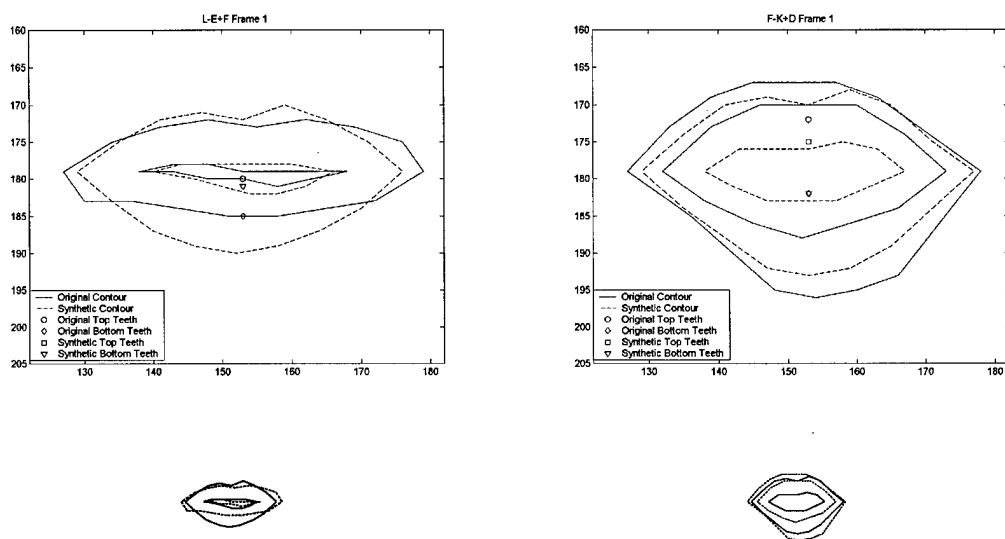 L-E+F Frame 1
160
165
170
175
180
185
190
195
200
205
130
140
150
160
170
180
Original Contour
Synthetic Contour
Original Top Teeth
Original Bottom Teeth
Synthetic Top Teeth
Synthetic Bottom Teeth
F-K+D Frame 1
160
165
170
175
180
185
190
195
200
205
130
140
150
160
170
180
Original Contour
Synthetic Contour
Original Top Teeth
Original Bottom Teeth
Synthetic Top Teeth
Synthetic Bottom Teeth